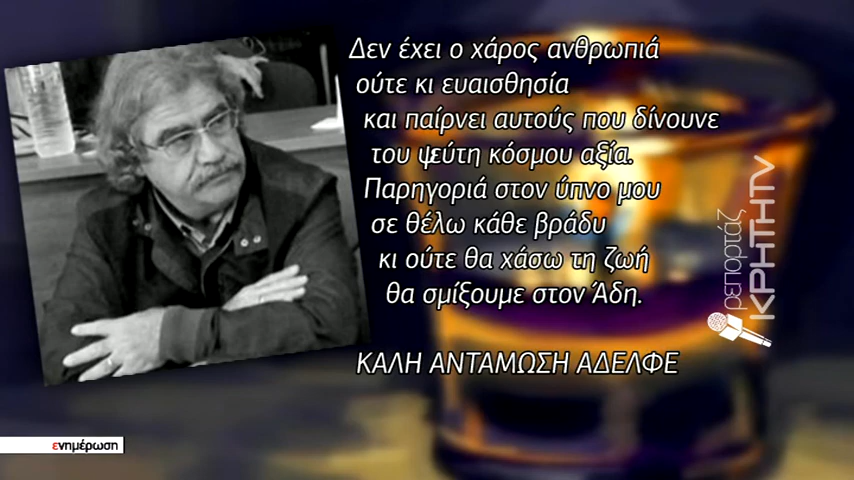 Δεν έχει ο χάρος ανθρωπιά
ούτε κι ευαισθησία
και παίρνει αυτούς που δίνουνε
του ψεύτη κόσμου αξία.
Παρηγοριά στον ύπνο μου
σε θέλω κάθε βράδυ
κι ούτε θα χάσω τη ζωή
θα σμίξουμε στον Άδη.
ΚΑΛΗ ΑΝΤΑΜΩΣΗ ΑΔΕΛΦΕ
ρεπορτάζ
ΚΡΗΤΗTV
ενημέρωση